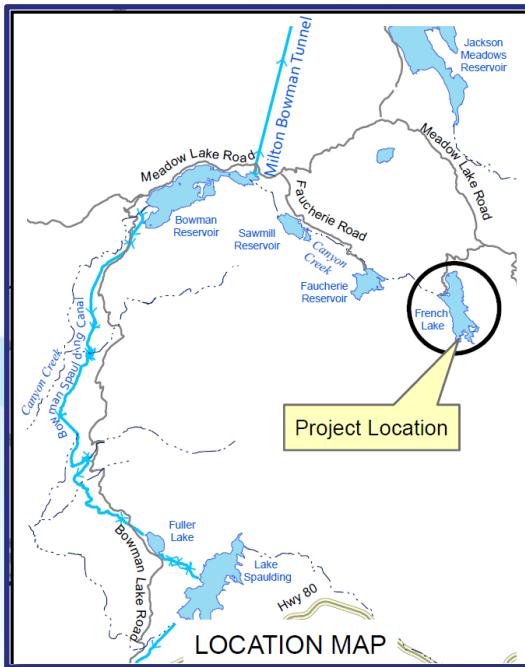 Jackson
Meadows
Reservoir
Milton Bowman Tunnel
Meadow Lake Road
Meadow Lake Road
Faucherie Road
Bowman
Reservoir
Sawmill
Reservoir
Canyon
Creek
Faucherie
Reservoir
French
Lake
Canyon Creek
Bowman Spaulding Canal
Project Location
Fuller
Lake
Bowman Lake Road
Lake
Spaulding
Hwy 80
LOCATION MAP